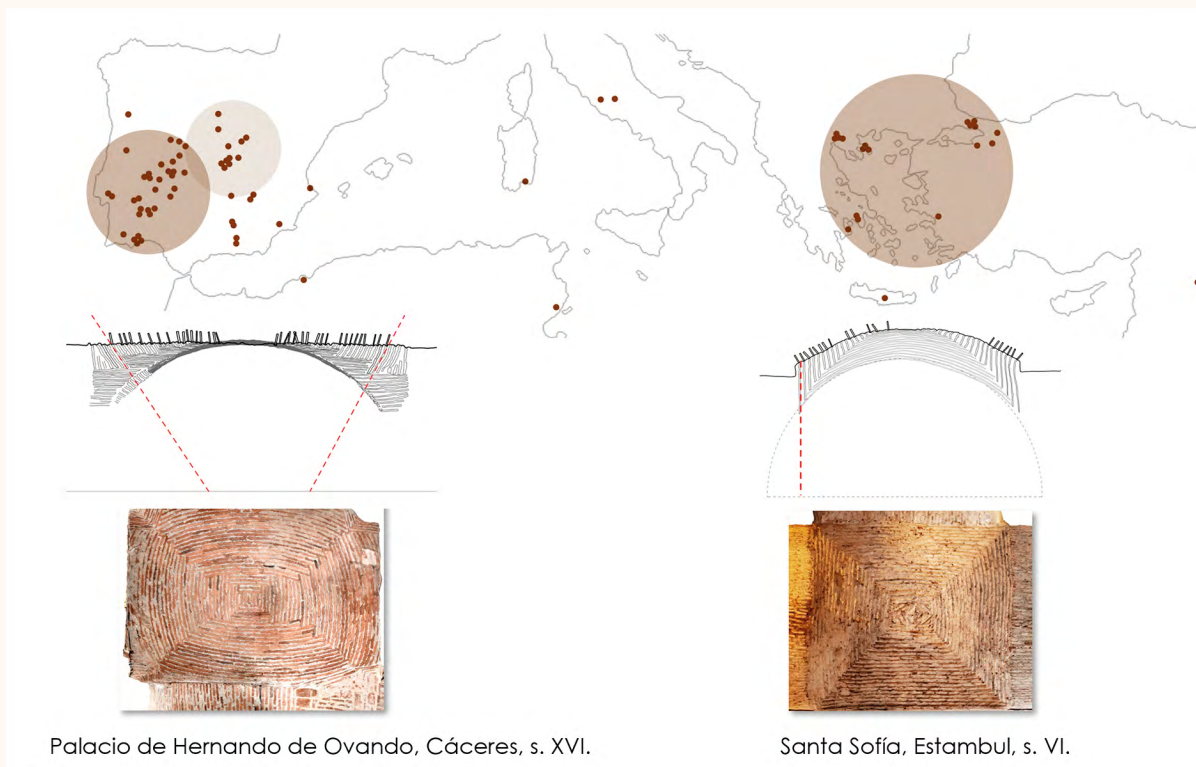 Palacio de Hernando de Ovando, Cáceres, s. XVI.
Santa Sofía, Estambul, s. VI.